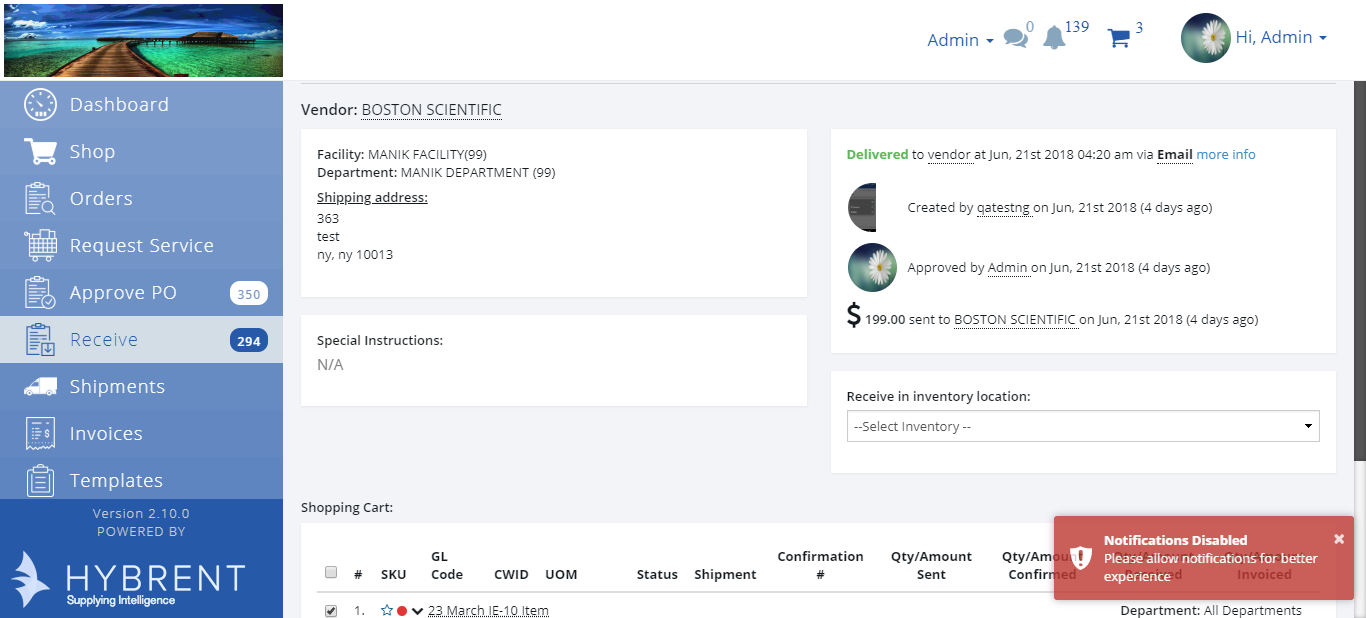 Admin 0 139 3 Hi, Admin
Dashboard
Shop
Orders
Request Service
Approve PO 350
Receive 294
Shipments
Invoices
Templates
Version 2.10.0
POWERED BY
HYBRENT
Supplying Intelligence
Vendor: BOSTON SCIENTIFIC
Facility: MANIK FACILITY(99)
Department: MANIK DEPARTMENT (99)
Shipping address:
363
test
ny, ny 10013
Special Instructions:
N/A
Delivered to vendor at Jun, 21st 2018 04:20 am via Email more info
Created by qatestng on Jun, 21st 2018 (4 days ago)
Approved by Admin on Jun, 21st 2018 (4 days ago)
$ 199.00 sent to BOSTON SCIENTIFIC on Jun, 21st 2018 (4 days ago)
Receive in inventory location:
--Select Inventory --
Shopping Cart:
# SKU GL Code CWID UOM Status Shipment Confirmation # Qty/Amount Sent Qty/Amount Confirmed
Notifications Disabled
Please allow notifications for better
experience
Invoiced
1. 23 March IE-10 Item
Department: All Departments